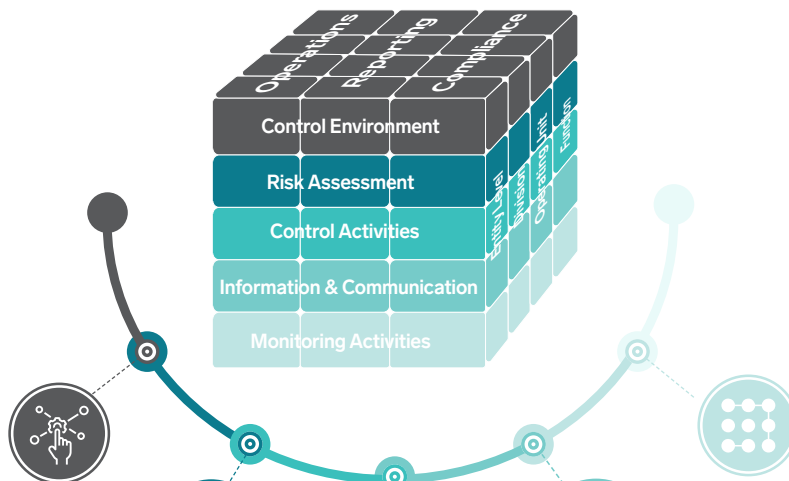 Operations
Reporting
Compliance
Control Environment
Risk Assessment
Control Activities
Information & Communication
Monitoring Activities
Entity Level
Division
Operating Unit
Function